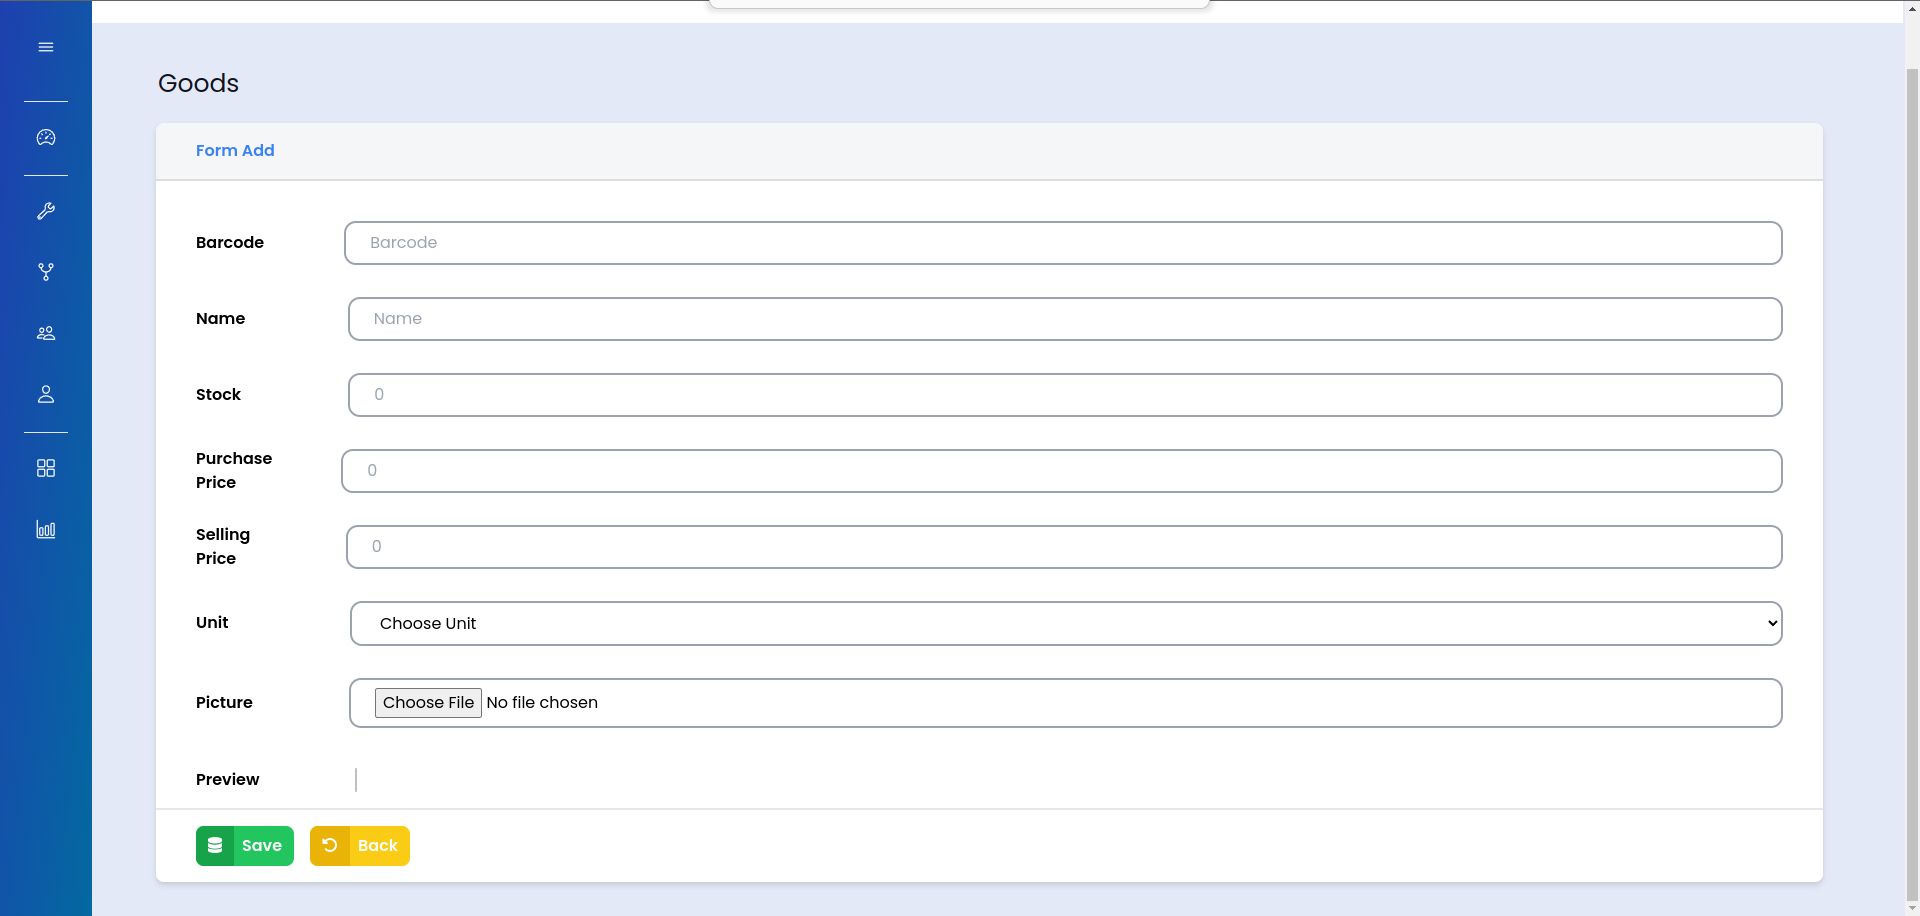 Goods
Form Add
Barcode
Barcode
Name
Name
Stock
0
Purchase
Price
0
Selling
Price
0
Unit
Choose Unit
Picture
Choose File No file chosen
Preview
Save
Back